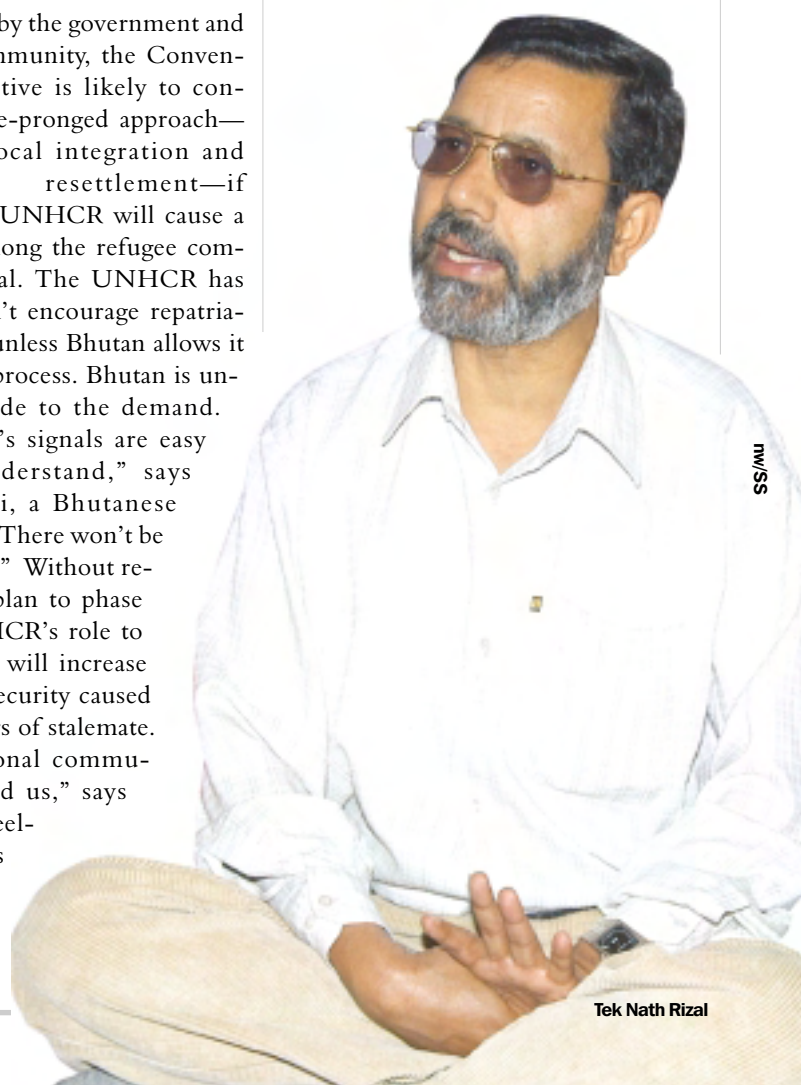 by the government and
mmunity, the Conven-
tive is likely to con-
e-pronged approach—
ocal integration and
resettlement—if
UNHCR will cause a
ong the refugee com-
al. The UNHCR has
't encourage repatria-
unless Bhutan allows it
process. Bhutan is un-
de to the demand.
's signals are easy
derstand,” says
i, a Bhutanese
There won't be
” Without re-
plan to phase
HCR's role to
will increase
ecurity caused
s of stalemate.
onal commu-
d us,” says
eel-
s
nw/SS
Tek Nath Rizal